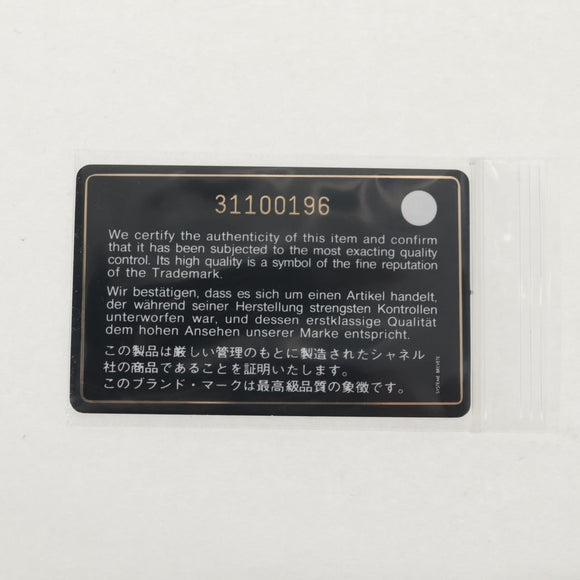 31100196
We certify the authenticity of this item and confirm
that it has been subjected to the most exacting quality
control. Its high quality is a symbol of the fine reputation
of the Trademark.
Wir bestätigen, dass es sich um einen Artikel handelt,
der während seiner Herstellung strengsten Kontrollen
unterworfen war, und dessen erstklassige Qualität
dem hohen Ansehen unserer Marke entspricht.
この製品は厳しい管理のもとに製造されたシャネル
社の商品であることを証明いたします。
このブランド・マークは最高級品質の象徴です。
SYSTEME BREVETE